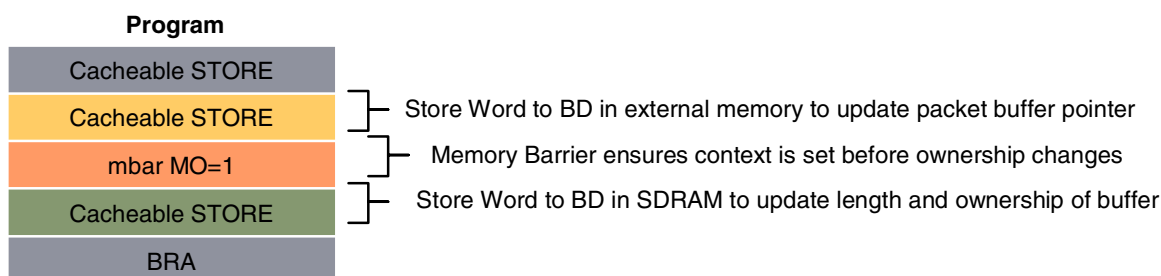 Program
Cacheable STORE
Cacheable STORE
Store Word to BD in external memory to update packet buffer pointer
mbar MO=1
Memory Barrier ensures context is set before ownership changes
Cacheable STORE
Store Word to BD in SDRAM to update length and ownership of buffer
BRA